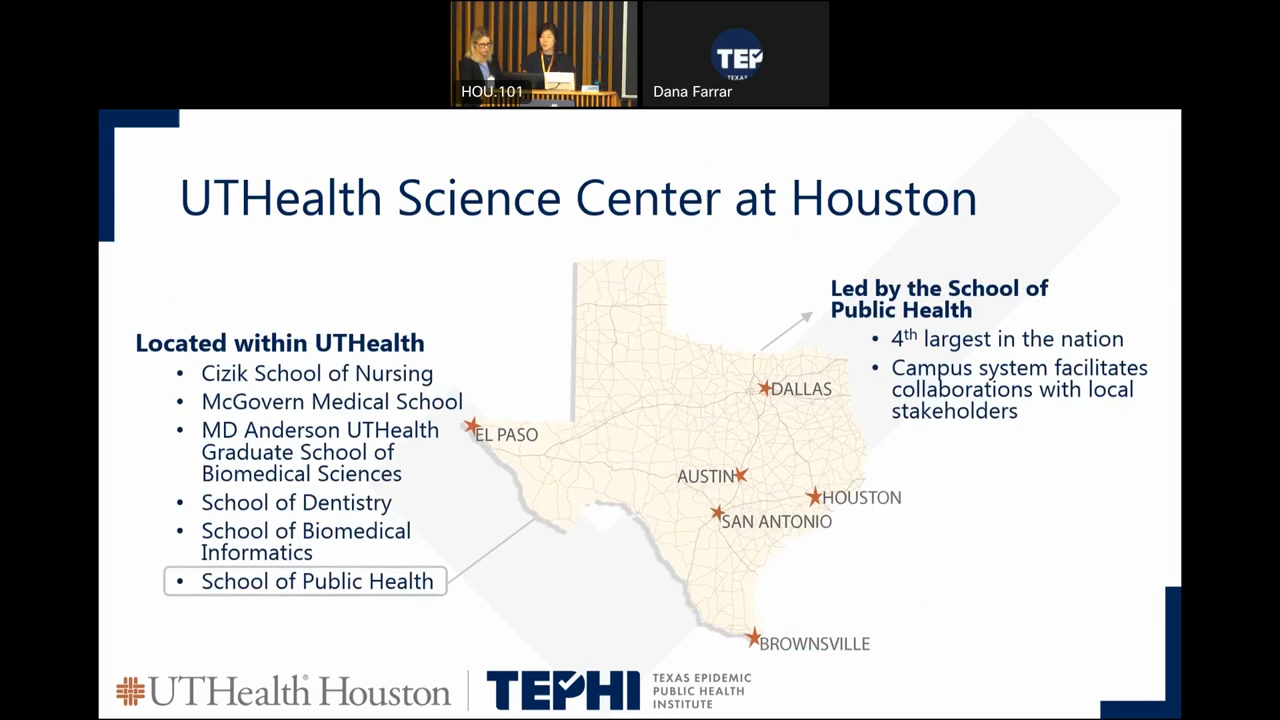 HOU.101
TEP
TEXAS
Dana Farrar
UTHealth Science Center at Houston
Located within UTHealth
• Cizik School of Nursing
• McGovern Medical School
• MD Anderson UTHealth
Graduate School of
Biomedical Sciences
• School of Dentistry
• School of Biomedical
Informatics
• School of Public Health
Led by the School of
Public Health
• 4th largest in the nation
• Campus system facilitates
collaborations with local
stakeholders
DALLAS
EL PASO
AUSTIN
HOUSTON
SAN ANTONIO
BROWNSVILLE
UTHealth® Houston
TEPHI
TEXAS EPIDEMIC
PUBLIC HEALTH
INSTITUTE